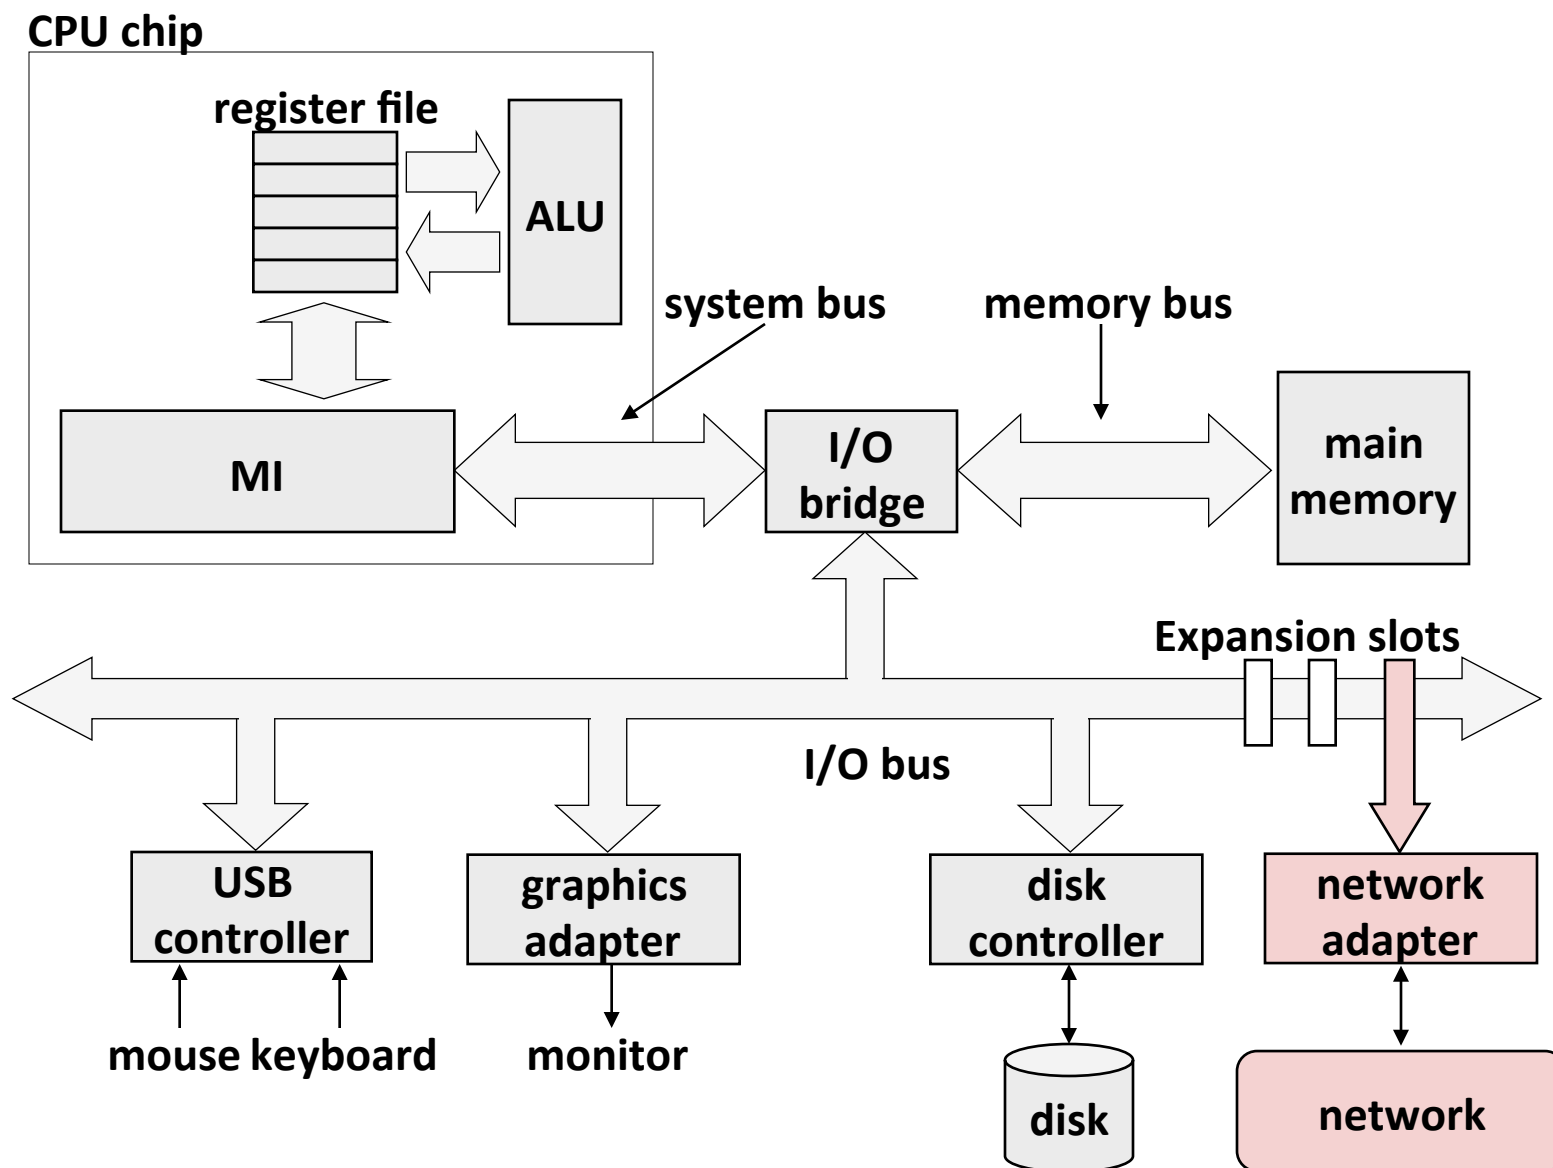 CPU chip
register file
ALU
system bus
memory bus
MI
I/O
bridge
main
memory
Expansion slots
I/O bus
USB
controller
graphics
adapter
disk
controller
network
adapter
mouse keyboard
monitor
disk
network